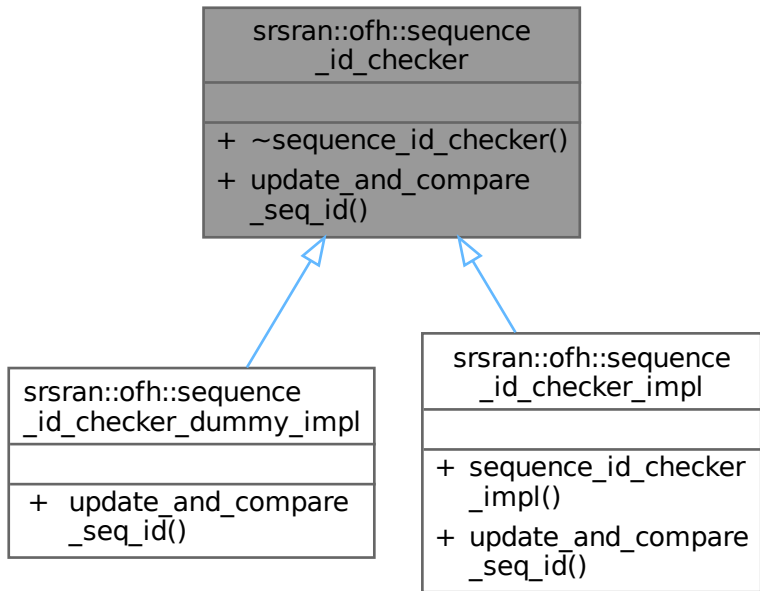 srsran::ofh::sequence
_id_checker
+ ~sequence_id_checker()
+ update_and_compare
_seq_id()
srsran::ofh::sequence
_id_checker_dummy_impl
+ update_and_compare
_seq_id()
srsran::ofh::sequence
_id_checker_impl
+ sequence_id_checker
_impl()
+ update_and_compare
_seq_id()